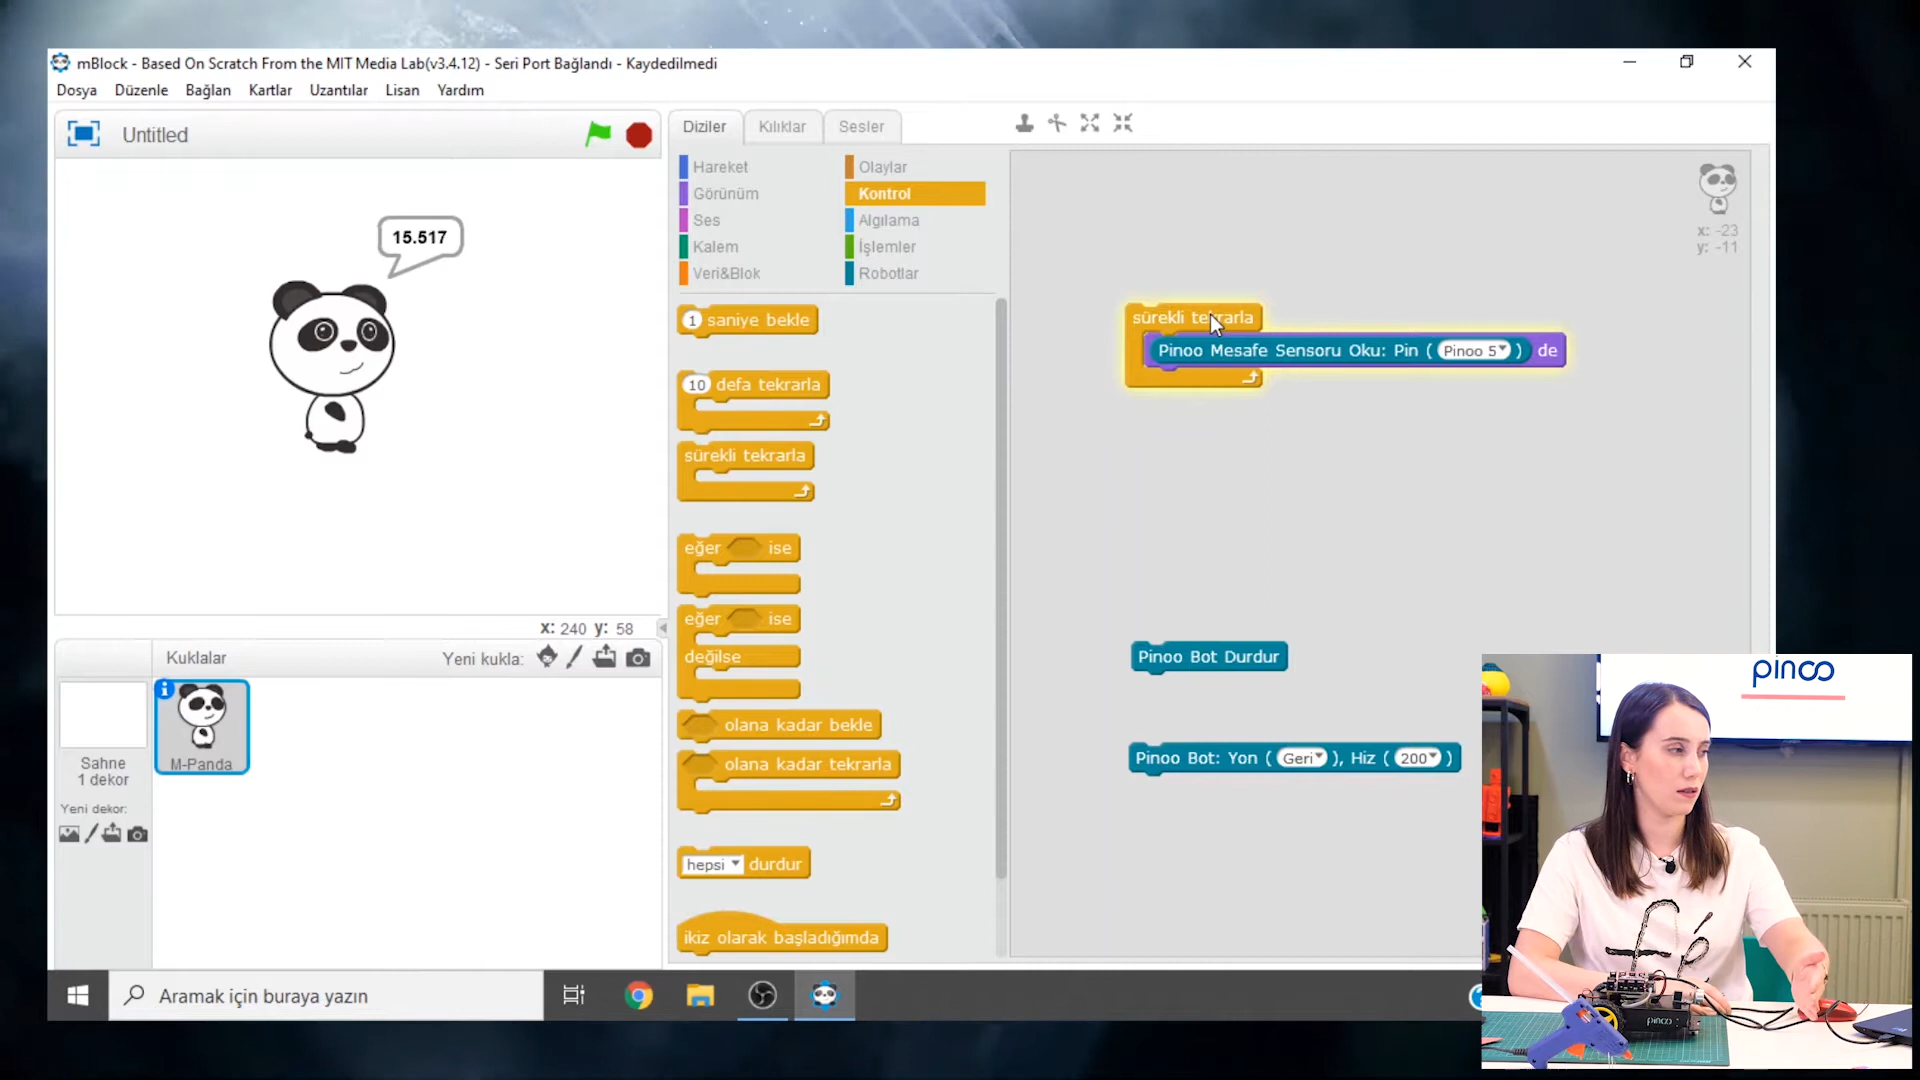 mBlock - Based On Scratch From the MIT Media Lab(v3.4.12) - Seri Port Bağlandı - Kaydedilmedi
Dosya Düzenle Bağlan Kartlar Uzantılar Lisan Yardım
Untitled
15.517
x: 240 y: 58
Kuklalar
Yeni kukla:
Sahne
1 dekor
Yeni dekor:
M-Panda
Diziler
Kılıklar
Sesler
Hareket
Görünüm
Ses
Kalem
Veri&Blok
Olaylar
Kontrol
Algılama
İşlemler
Robotlar
1 saniye bekle
10 defa tekrarla
sürekli tekrarla
eğer ise
eğer ise
değilse
olana kadar bekle
olana kadar tekrarla
hepsi durdur
ikiz olarak başladığımda
x: -23
y: -11
sürekli tekrarla
Pinoo Mesafe Sensoru Oku: Pin ( Pinoo 5 ) de
Pinoo Bot Durdur
Pinoo Bot: Yon ( Geri ), Hiz ( 200 )
Aramak için buraya yazın
pinoo
pinoo